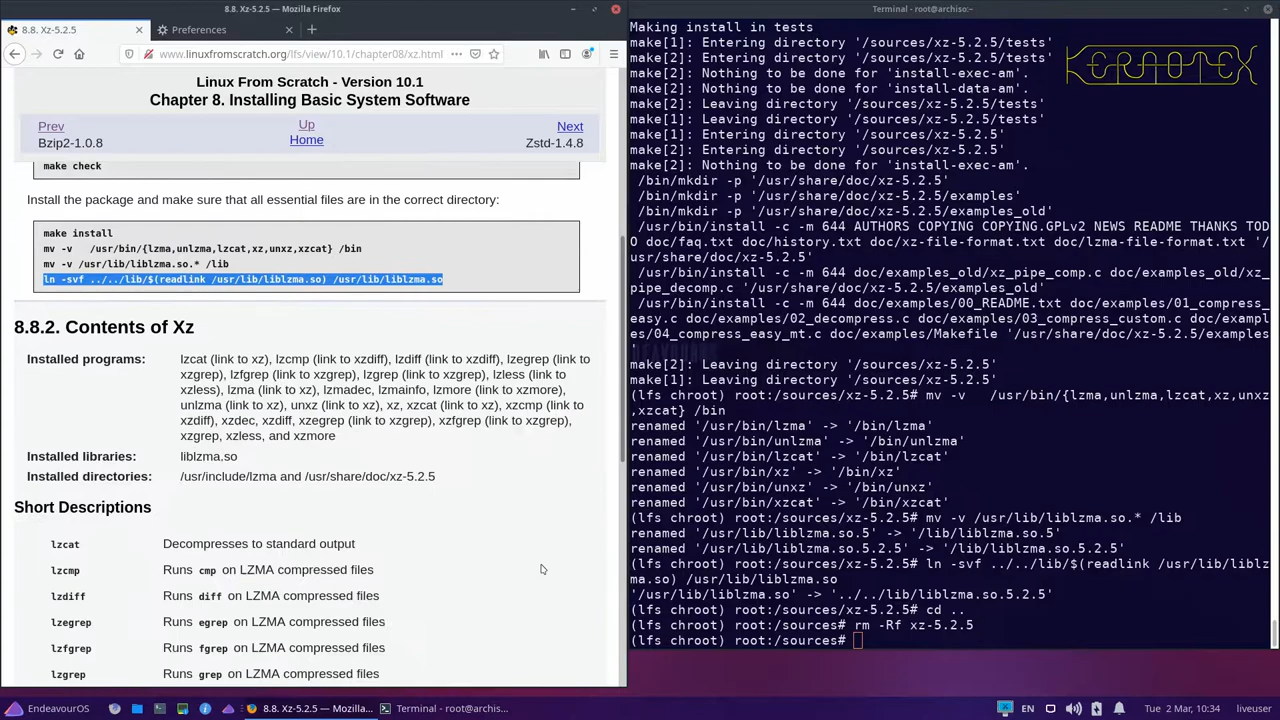 8.8. Xz-5.2.5 — Mozilla Firefox
8.8. Xz-5.2.5
Preferences
www.linuxfromscratch.org/lfs/view/10.1/chapter08/xz.html
Linux From Scratch - Version 10.1
Chapter 8. Installing Basic System Software
Prev
Up
Next
Bzip2-1.0.8
Home
Zstd-1.4.8
make check
Install the package and make sure that all essential files are in the correct directory:
make install
mv -v   /usr/bin/{lzma,unlzma,lzcat,xz,unxz,xzcat} /bin
mv -v /usr/lib/liblzma.so.* /lib
ln -svf ../../lib/$(readlink /usr/lib/liblzma.so) /usr/lib/liblzma.so
8.8.2. Contents of Xz
Installed programs:
lzcat (link to xz), lzcmp (link to xzdiff), lzdiff (link to xzdiff), lzegrep (link to
xzgrep), lzfgrep (link to xzgrep), lzgrep (link to xzgrep), lzless (link to
xzless), lzma (link to xz), lzmadec, lzmainfo, lzmore (link to xzmore),
unlzma (link to xz), unxz (link to xz), xz, xzcat (link to xz), xzcmp (link to
xzdiff), xzdec, xzdiff, xzegrep (link to xzgrep), xzfgrep (link to xzgrep),
xzgrep, xzless, and xzmore
Installed libraries:
liblzma.so
Installed directories:
/usr/include/lzma and /usr/share/doc/xz-5.2.5
Short Descriptions
lzcat
Decompresses to standard output
lzcmp
Runs cmp on LZMA compressed files
lzdiff
Runs diff on LZMA compressed files
lzegrep
Runs egrep on LZMA compressed files
lzfgrep
Runs fgrep on LZMA compressed files
lzgrep
Runs grep on LZMA compressed files
Terminal - root@archiso:~
KERNOTEX
Making install in tests
make[1]: Entering directory '/sources/xz-5.2.5/tests'
make[2]: Entering directory '/sources/xz-5.2.5/tests'
make[2]: Nothing to be done for 'install-exec-am'.
make[2]: Nothing to be done for 'install-data-am'.
make[2]: Leaving directory '/sources/xz-5.2.5/tests'
make[1]: Leaving directory '/sources/xz-5.2.5/tests'
make[1]: Entering directory '/sources/xz-5.2.5'
make[2]: Entering directory '/sources/xz-5.2.5'
make[2]: Nothing to be done for 'install-exec-am'.
/bin/mkdir -p '/usr/share/doc/xz-5.2.5'
/bin/mkdir -p '/usr/share/doc/xz-5.2.5/examples'
/bin/mkdir -p '/usr/share/doc/xz-5.2.5/examples_old'
/usr/bin/install -c -m 644 AUTHORS COPYING COPYING.GPLv2 NEWS README THANKS TOD
O doc/faq.txt doc/history.txt doc/xz-file-format.txt doc/lzma-file-format.txt '/
usr/share/doc/xz-5.2.5'
/usr/bin/install -c -m 644 doc/examples_old/xz_pipe_comp.c doc/examples_old/xz_
pipe_decomp.c '/usr/share/doc/xz-5.2.5/examples_old'
/usr/bin/install -c -m 644 doc/examples/00_README.txt doc/examples/01_compress_
easy.c doc/examples/02_decompress.c doc/examples/03_compress_custom.c doc/exampl
es/04_compress_easy_mt.c doc/examples/Makefile '/usr/share/doc/xz-5.2.5/examples
'
make[2]: Leaving directory '/sources/xz-5.2.5'
make[1]: Leaving directory '/sources/xz-5.2.5'
(lfs chroot) root:/sources/xz-5.2.5# mv -v   /usr/bin/{lzma,unlzma,lzcat,xz,unxz
,xzcat} /bin
renamed '/usr/bin/lzma' -> '/bin/lzma'
renamed '/usr/bin/unlzma' -> '/bin/unlzma'
renamed '/usr/bin/lzcat' -> '/bin/lzcat'
renamed '/usr/bin/xz' -> '/bin/xz'
renamed '/usr/bin/unxz' -> '/bin/unxz'
renamed '/usr/bin/xzcat' -> '/bin/xzcat'
(lfs chroot) root:/sources/xz-5.2.5# mv -v /usr/lib/liblzma.so.* /lib
renamed '/usr/lib/liblzma.so.5' -> '/lib/liblzma.so.5'
renamed '/usr/lib/liblzma.so.5.2.5' -> '/lib/liblzma.so.5.2.5'
(lfs chroot) root:/sources/xz-5.2.5# ln -svf ../../lib/$(readlink /usr/lib/liblz
ma.so) /usr/lib/liblzma.so
'/usr/lib/liblzma.so' -> '../../lib/liblzma.so.5.2.5'
(lfs chroot) root:/sources/xz-5.2.5# cd ..
(lfs chroot) root:/sources# rm -Rf xz-5.2.5
(lfs chroot) root:/sources#
EndeavourOS
8.8. Xz-5.2.5 — Mozilla...
Terminal - root@archis...
EN
Tue 2 Mar, 10:34
liveuser